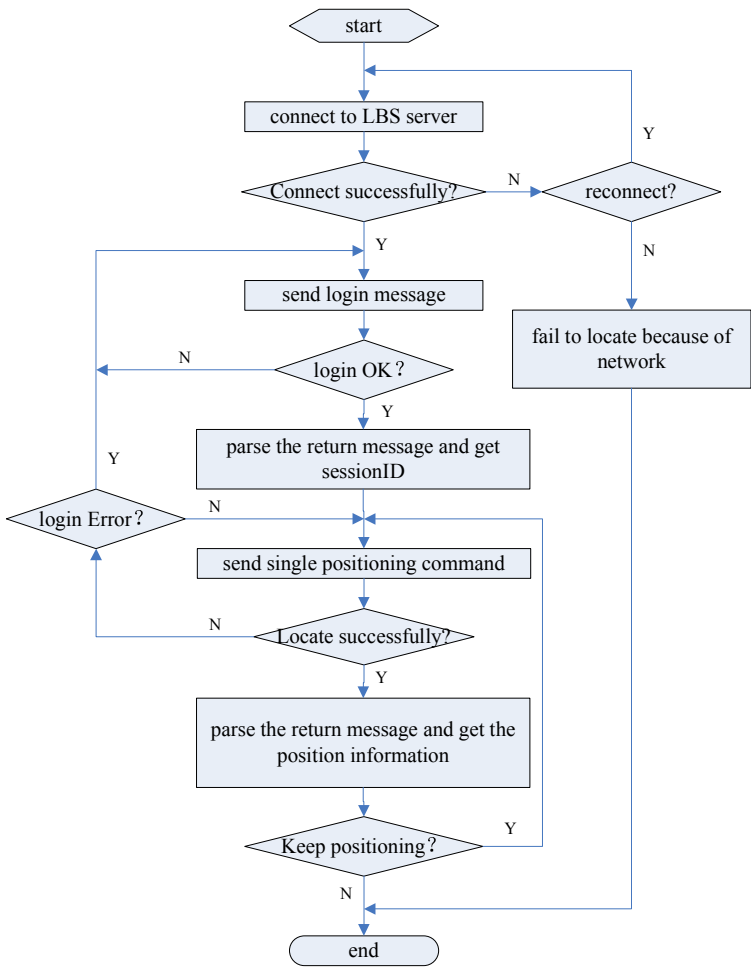 start
connect to LBS server
Y
Connect successfully?
N
reconnect?
Y
N
send login message
fail to locate because of
network
N
login OK？
Y
parse the return message and get
sessionID
Y
login Error？
N
send single positioning command
N
Locate successfully?
Y
parse the return message and get the
position information
Keep positioning？
Y
N
end